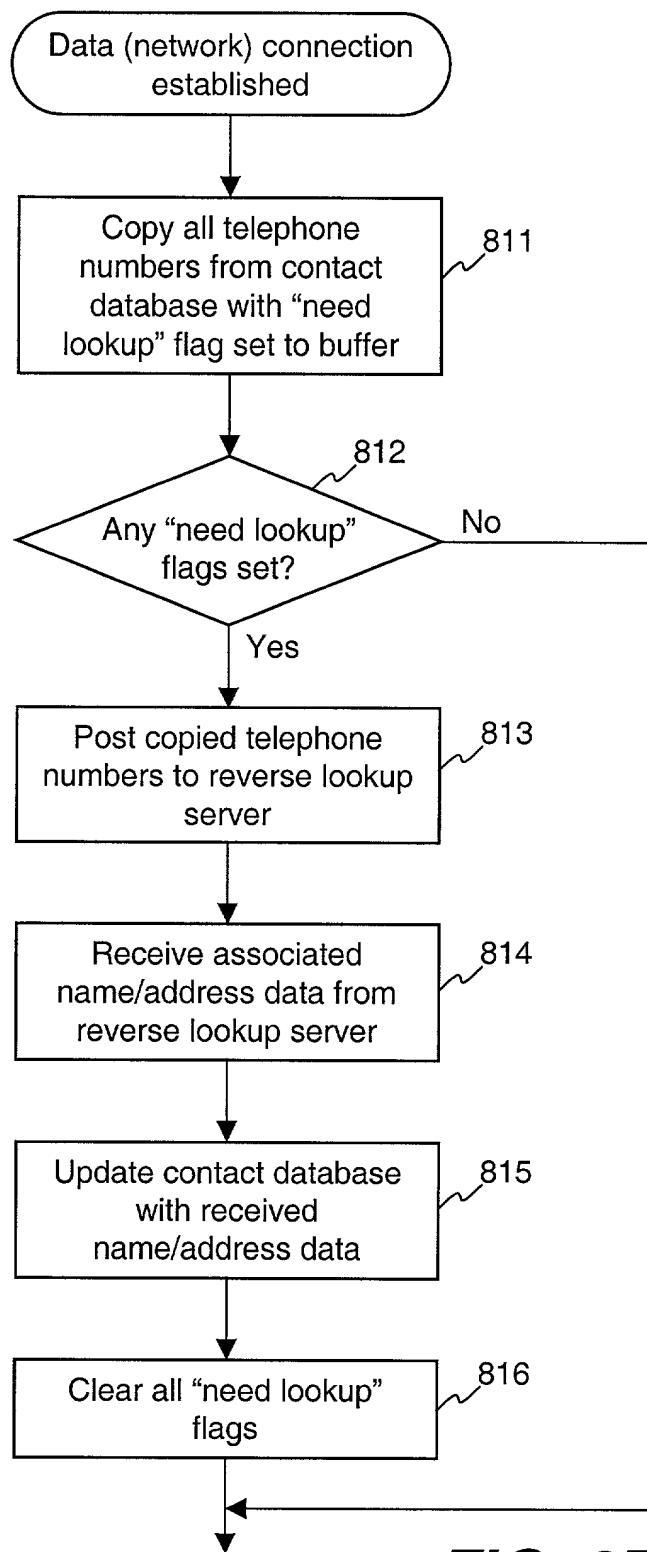 Data (network) connection
established
Copy all telephone
numbers from contact
database with “need
lookup” flag set to buffer
811
812
Any “need lookup”
flags set?
No
Yes
Post copied telephone
numbers to reverse lookup
server
813
Receive associated
name/address data from
reverse lookup server
814
Update contact database
with received
name/address data
815
Clear all “need lookup”
flags
816